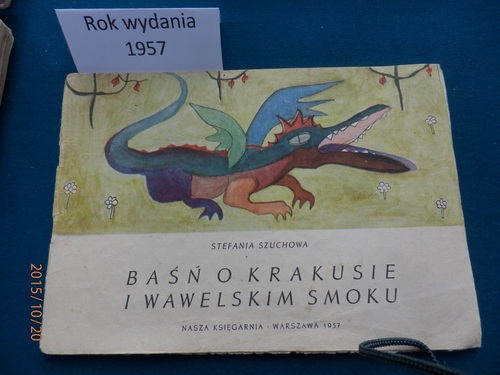 Rok wydania
1957
STEFANIA SZUCHOWA
BAŚŃ O KRAKUSIE
I WAWELSKIM SMOKU
NASZA KSIĘGARNIA - WARSZAWA 1957
2015/10/20